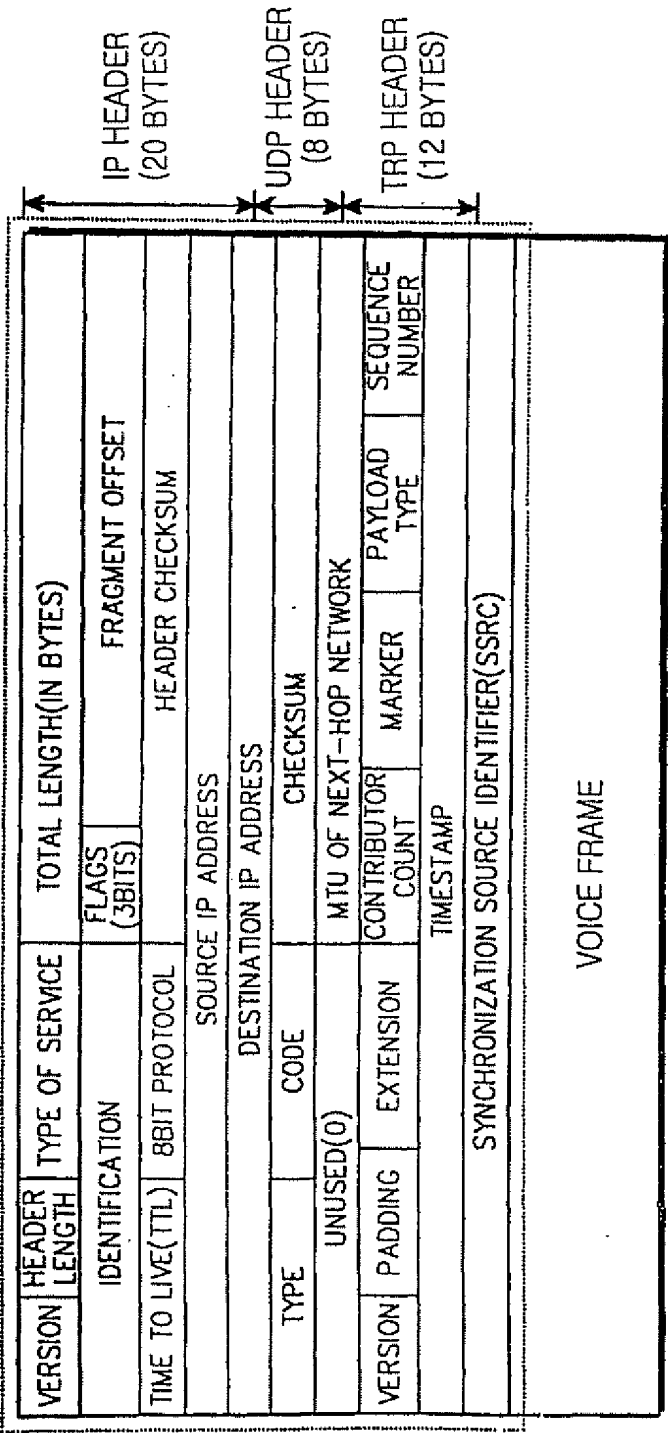 VERSION
HEADER
LENGTH
TYPE OF SERVICE
TOTAL LENGTH(IN BYTES)
IDENTIFICATION
FLAGS
(3BITS)
FRAGMENT OFFSET
TIME TO LIVE(TTL)
8BIT PROTOCOL
HEADER CHECKSUM
SOURCE IP ADDRESS
DESTINATION IP ADDRESS
IP HEADER
(20 BYTES)
TYPE
CODE
CHECKSUM
UNUSED(0)
MTU OF NEXT-HOP NETWORK
UDP HEADER
(8 BYTES)
VERSION
PADDING
EXTENSION
CONTRIBUTOR
COUNT
MARKER
PAYLOAD
TYPE
SEQUENCE
NUMBER
TIMESTAMP
SYNCHRONIZATION SOURCE IDENTIFIER(SSRC)
TRP HEADER
(12 BYTES)
VOICE FRAME